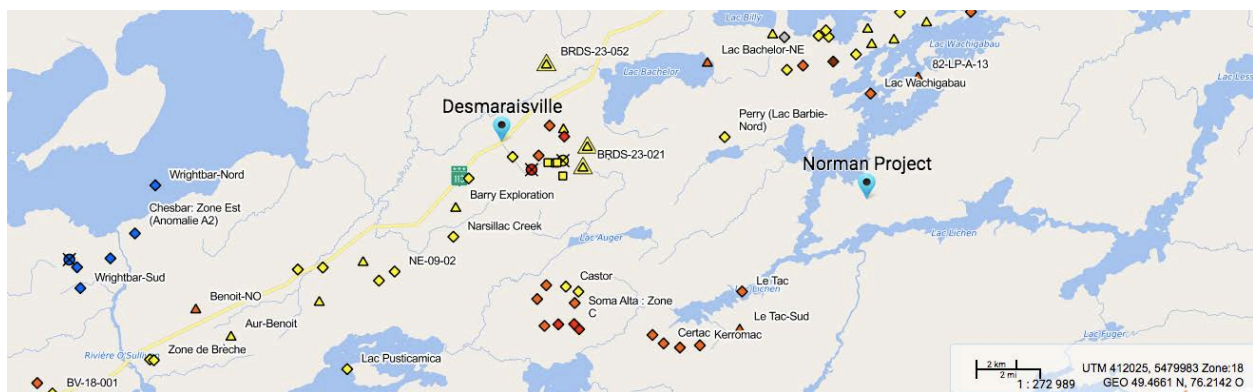 Lac Billy
BRDS-23-052
Lac Bachelor-NE
Lac Wachigabau
82-LP-A-13
Lac Bachelor
Lac Wachigabau
Lac Les
Desmaraisville
Perry (Lac Barbie-
Nord)
BRDS-23-021
Norman Project
Wrightbar-Nord
113
Barry Exploration
Chesbar: Zone Est
(Anomalie A2)
Narsillac Creek
Lac Auger
Lac Lichen
NE-09-02
Wrightbar-Sud
Castor
Le Tac
Lac Lichen
Benoit-NO
Soma Alta : Zone
C
Le Tac-Sud
Aur-Benoit
Certac
Kerromac
Lac Fuger
Rivière O'Sullivan
Zone de Breche
Lac Pusticamica
BV-18-001
2 km
2 mi
1 : 272 989
UTM 412025, 5479983 Zone:18
GEO 49.4661 N, 76.2142 O